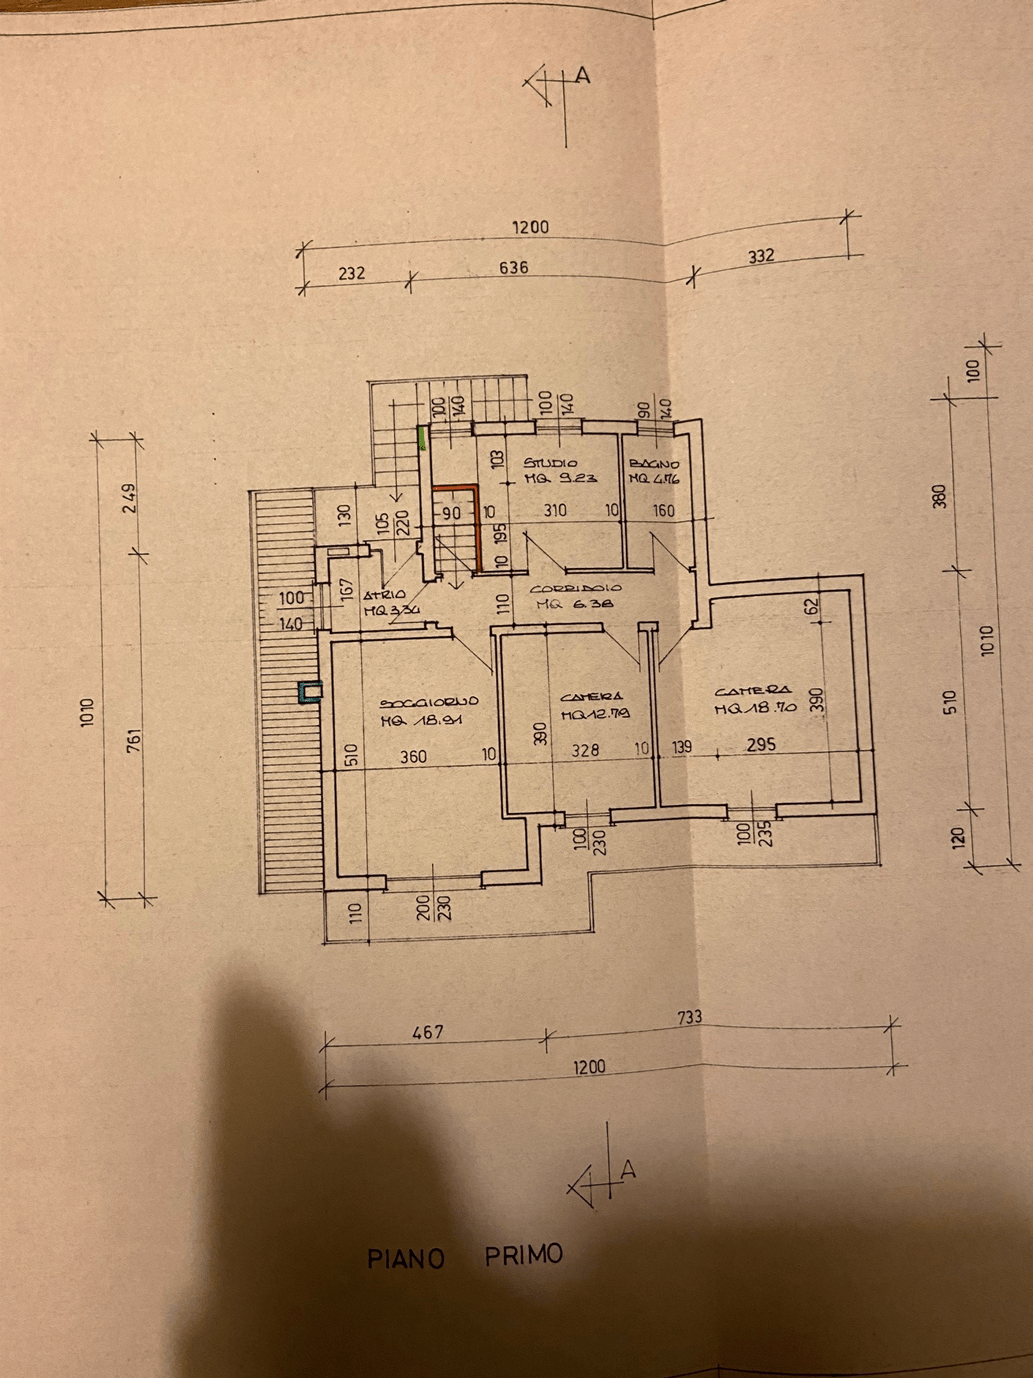 A
1200
232 636 332
100
100 140
100 140
90 140
380
1010
510
120
249
1010
761
130
105 220
90
10
103
195
10
STUDIO
MQ 9.23
310
10
BAGNO
MQ 4.76
160
100
140
167
ATRIO
MQ 3.34
110
CORRIDOIO
MQ 6.38
62
SOGGIORNO
MQ 18.91
510
360
10
CAMERA
MQ 12.79
390
328
10
CAMERA
MQ 18.70
390
139
295
100 230
100 235
110
200 230
467 733
1200
A
PIANO PRIMO